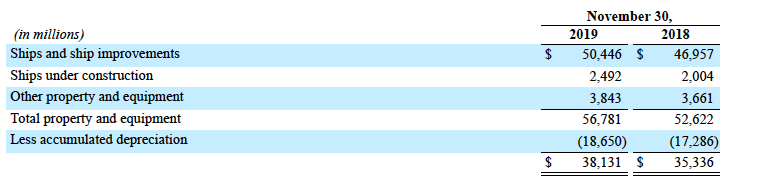 November 30,
(in millions) 2019 2018
Ships and ship improvements $ 50,446 $ 46,957
Ships under construction 2,492 2,004
Other property and equipment 3,843 3,661
Total property and equipment 56,781 52,622
Less accumulated depreciation (18,650) (17,286)
$ 38,131 $ 35,336